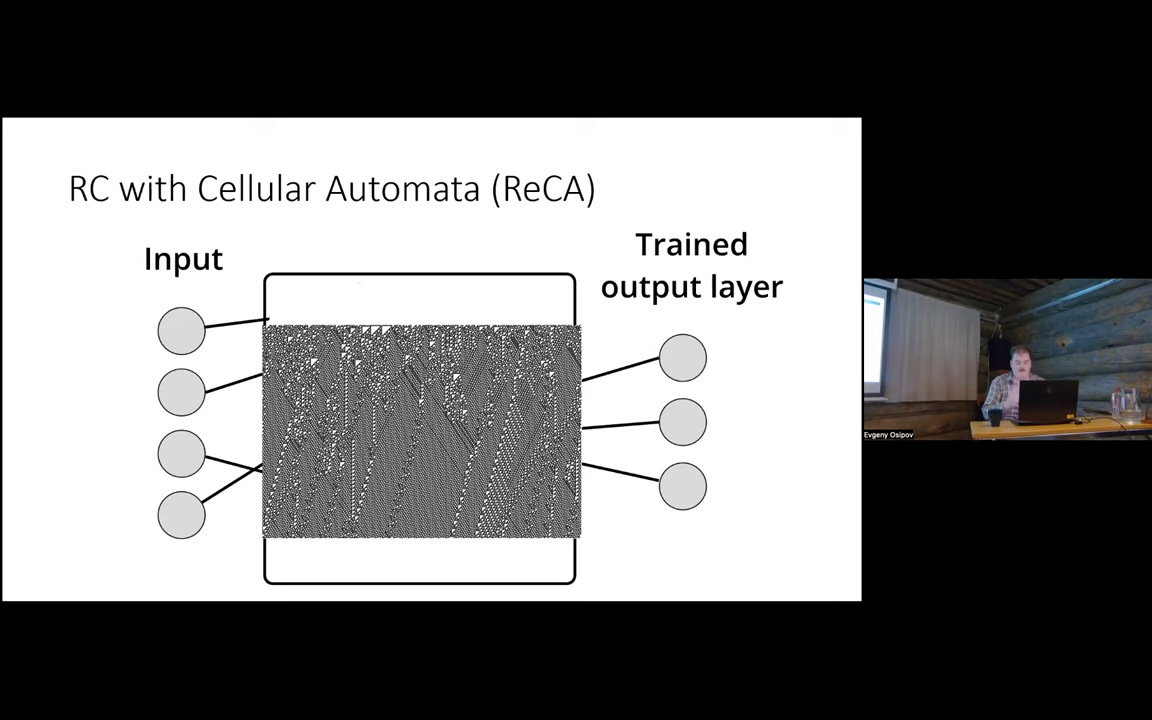 RC with Cellular Automata (ReCA)
Input
Trained
output layer
Evgeny Osipov